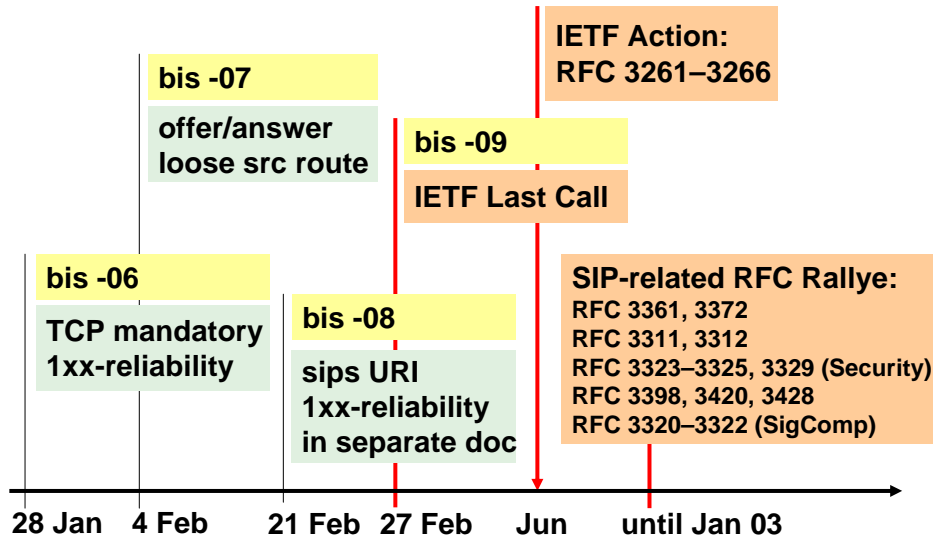 IETF Action:
RFC 3261–3266
bis -07
offer/answer
loose src route
bis -09
IETF Last Call
bis -06
TCP mandatory
1xx-reliability
bis -08
sips URI
1xx-reliability
in separate doc
SIP-related RFC Rallye:
RFC 3361, 3372
RFC 3311, 3312
RFC 3323–3325, 3329 (Security)
RFC 3398, 3420, 3428
RFC 3320–3322 (SigComp)
28 Jan 4 Feb 21 Feb 27 Feb Jun until Jan 03